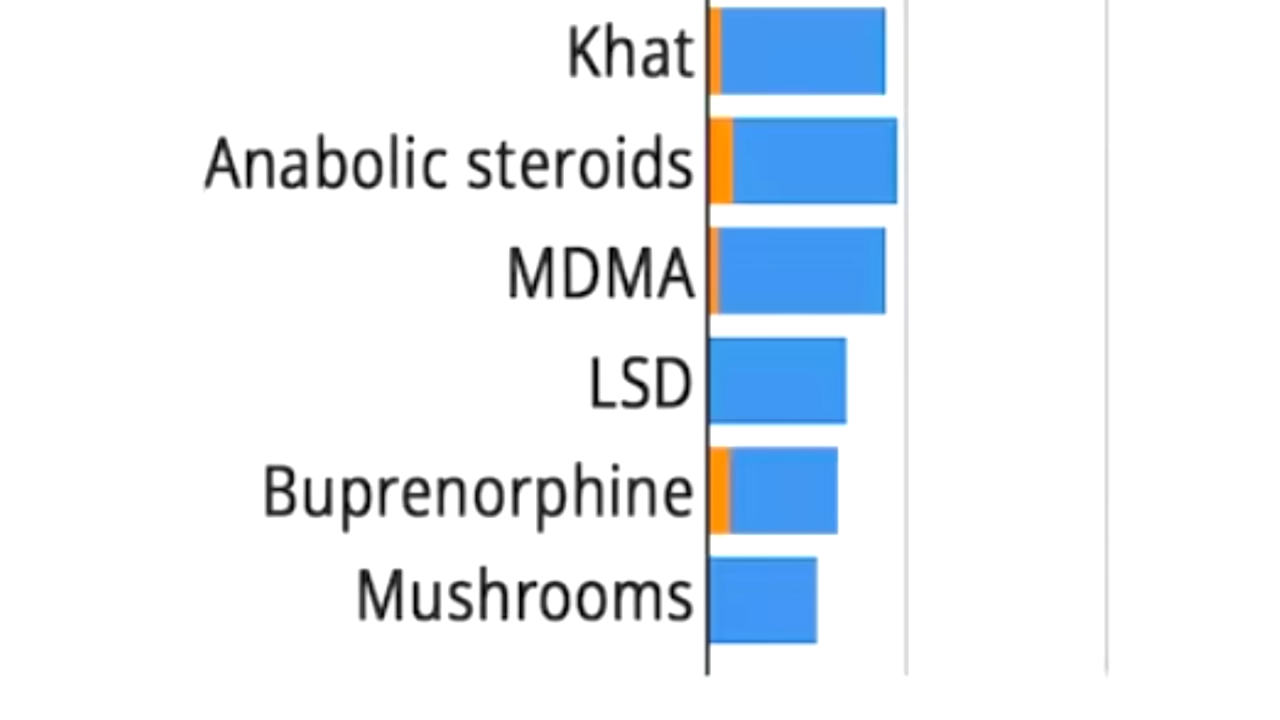 Khat
Anabolic steroids
MDMA
LSD
Buprenorphine
Mushrooms